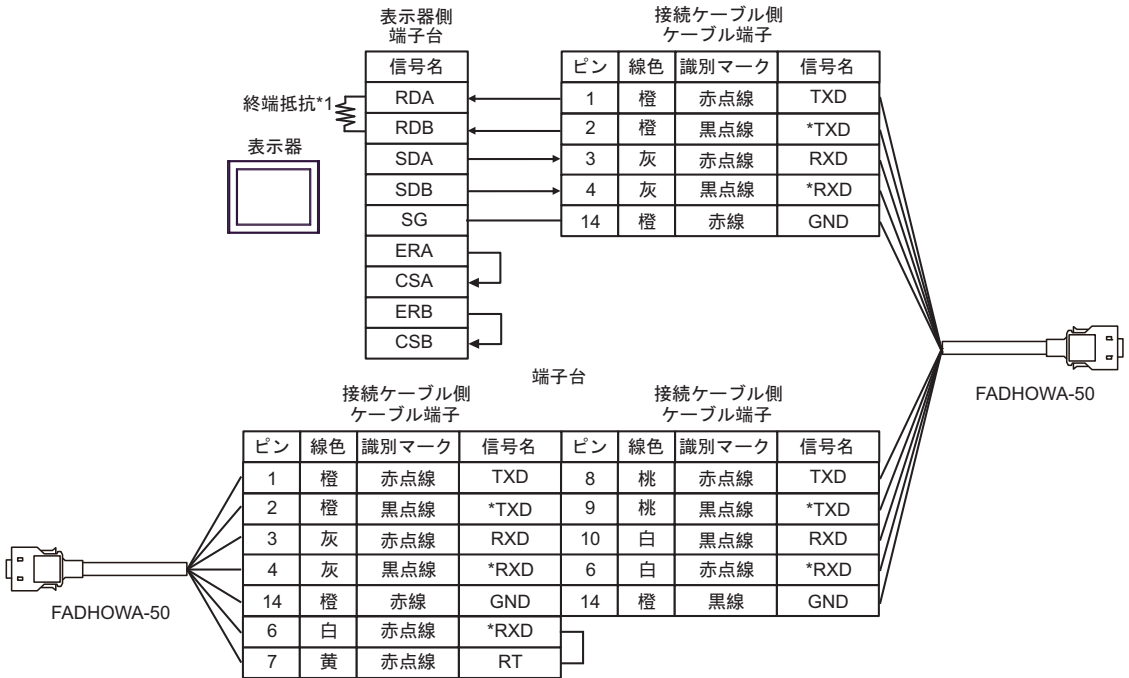 表示器側
端子台
信号名
RDA
RDB
SDA
SDB
SG
ERA
CSA
ERB
CSB
終端抵抗*1
表示器
接続ケーブル側
ケーブル端子
ピン 線色 識別マーク 信号名
1 橙 赤点線 TXD
2 橙 黒点線 *TXD
3 灰 赤点線 RXD
4 灰 黒点線 *RXD
14 橙 赤線 GND
FADHOWA-50
端子台
接続ケーブル側
ケーブル端子
ピン 線色 識別マーク 信号名
1 橙 赤点線 TXD
2 橙 黒点線 *TXD
3 灰 赤点線 RXD
4 灰 黒点線 *RXD
14 橙 赤線 GND
6 白 赤点線 *RXD
7 黄 赤点線 RT
FADHOWA-50
接続ケーブル側
ケーブル端子
ピン 線色 識別マーク 信号名
8 桃 赤点線 TXD
9 桃 黒点線 *TXD
10 白 黒点線 RXD
6 白 赤点線 *RXD
14 橙 黒線 GND